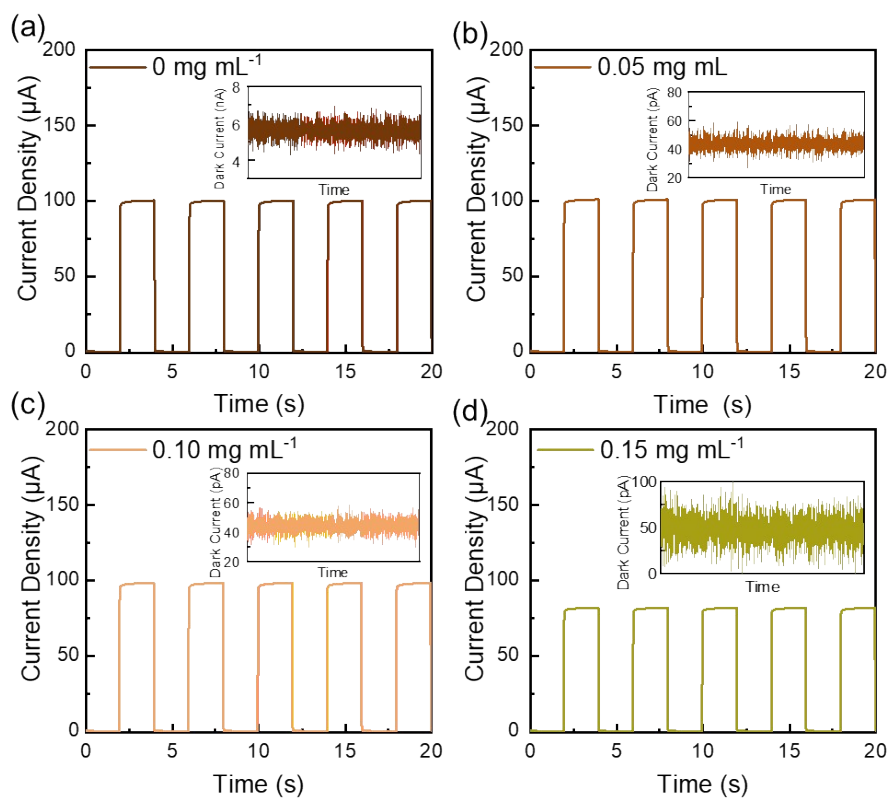 (a)
200
150
100
50
0
Current Density (µA)
0 mg mL⁻¹
8
6
4
Dark Current (nA)
Time
0
5
10
15
20
Time (s)
(b)
200
150
100
50
0
Current Density (µA)
0.05 mg mL
80
60
40
20
Dark Current (pA)
Time
0
5
10
15
20
Time (s)
(c)
200
150
100
50
0
Current Density (µA)
0.10 mg mL⁻¹
80
60
40
20
Dark Current (pA)
Time
0
5
10
15
20
Time (s)
(d)
200
150
100
50
0
Current Density (µA)
0.15 mg mL⁻¹
100
50
0
Dark Current (pA)
Time
0
5
10
15
20
Time (s)